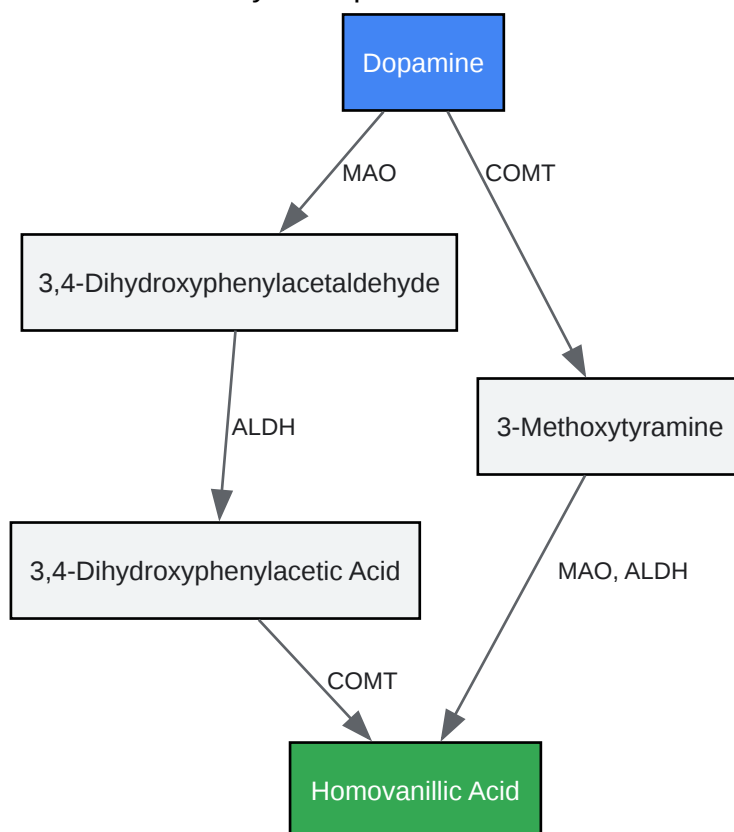 Dopamine
MAO
COMT
3,4-Dihydroxyphenylacetaldehyde
ALDH
3-Methoxytyramine
3,4-Dihydroxyphenylacetic Acid
MAO, ALDH
COMT
Homovanillic Acid